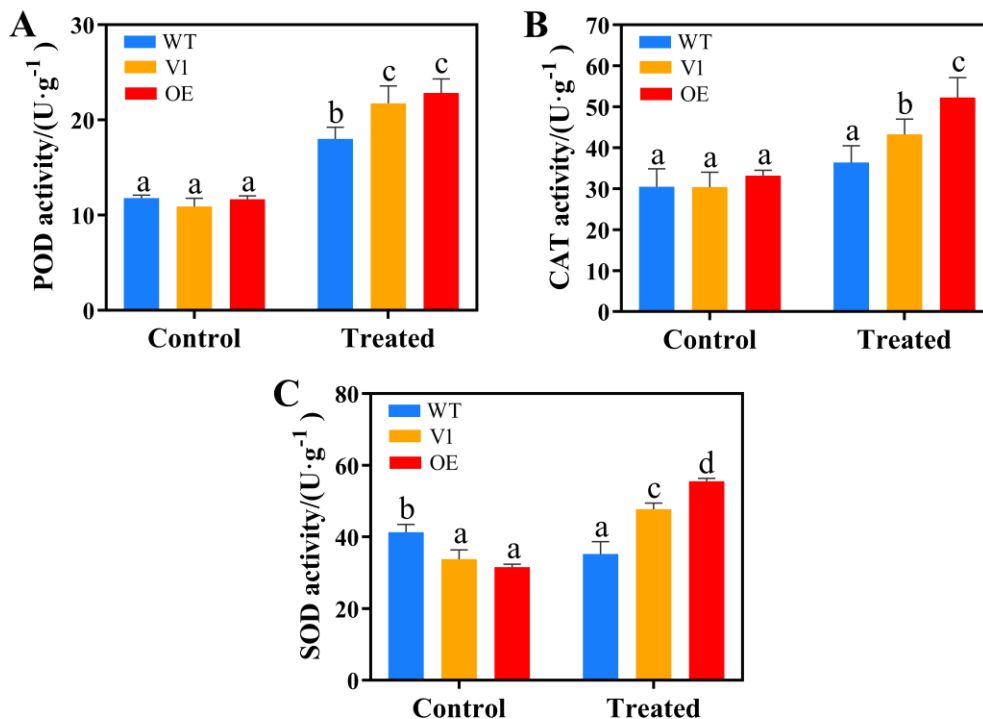 A
POD activity/(U·g⁻¹)
30
20
10
0
WT
V1
OE
a
a
a
b
c
c
Control
Treated
B
CAT activity/(U·g⁻¹)
70
60
50
40
30
20
10
0
WT
V1
OE
a
a
a
a
b
c
Control
Treated
C
SOD activity/(U·g⁻¹)
80
60
40
20
0
WT
V1
OE
b
a
a
a
c
d
Control
Treated